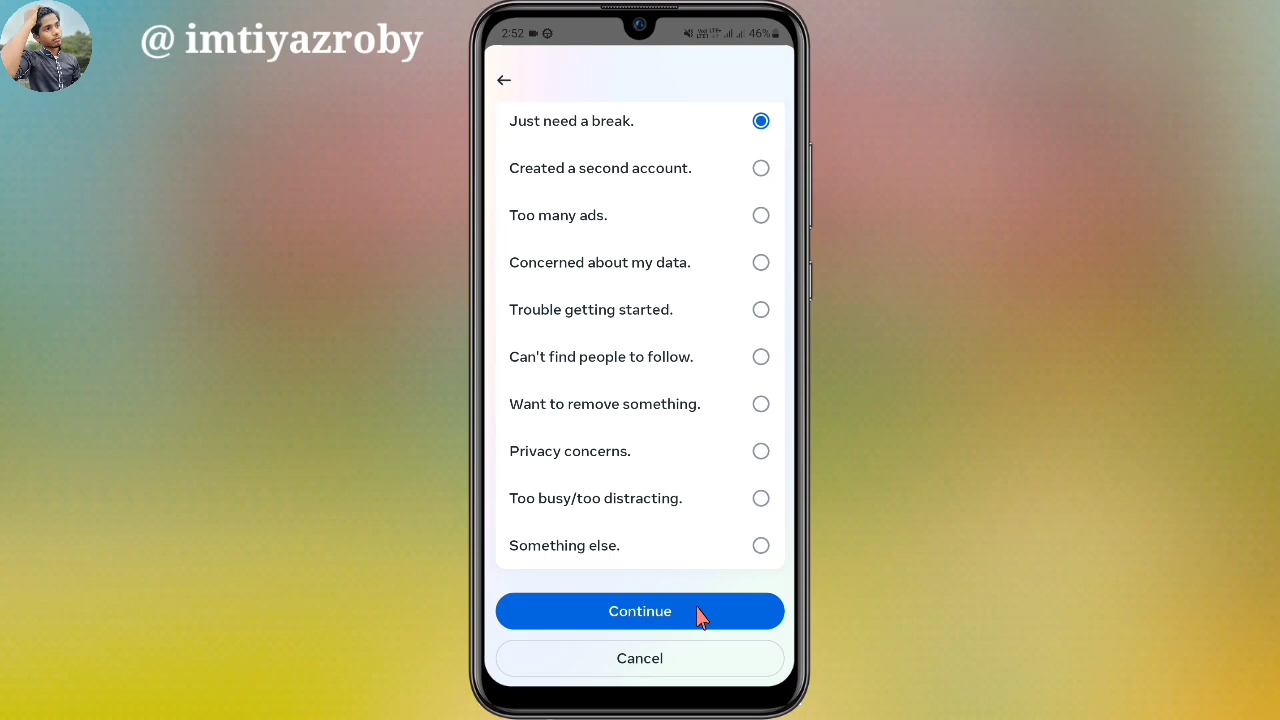 @ imtiyazroby
2:52
46%
Just need a break.
Created a second account.
Too many ads.
Concerned about my data.
Trouble getting started.
Can't find people to follow.
Want to remove something.
Privacy concerns.
Too busy/too distracting.
Something else.
Continue
Cancel